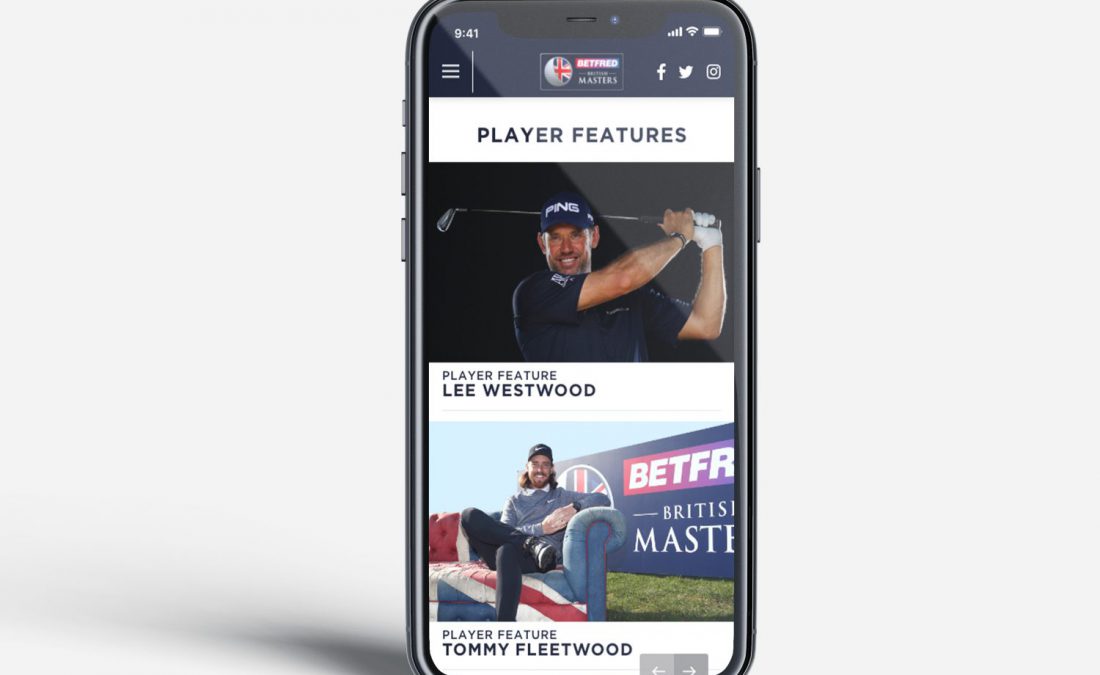 9:41
BETFRED
BRITISH
MASTERS
PLAYER FEATURES
PING
PLAYER FEATURE
LEE WESTWOOD
BETFR
BRITIS
MASTE
PLAYER FEATURE
TOMMY FLEETWOOD